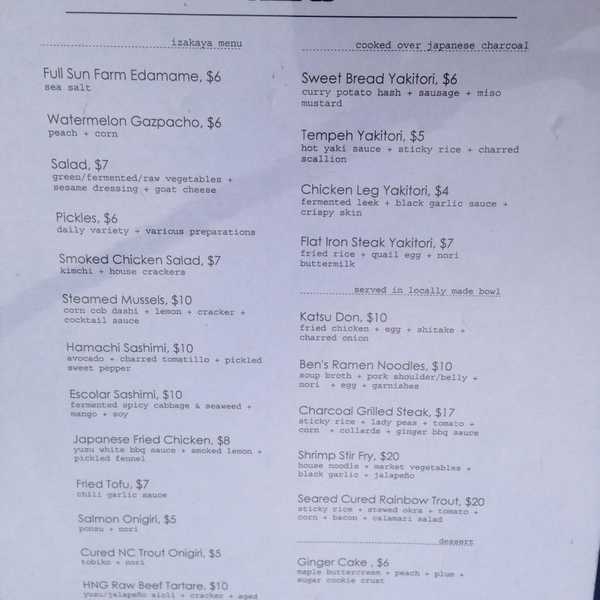 izakaya menu
Full Sun Farm Edamame, $6
sea salt
Watermelon Gazpacho, $6
peach + corn
Salad, $7
green/fermented/raw vegetables +
sesame dressing + goat cheese
Pickles, $6
daily variety + various preparations
Smoked Chicken Salad, $7
kimchi + house crackers
Steamed Mussels, $10
corn cob dashi + lemon + cracker +
cocktail sauce
Hamachi Sashimi, $10
avocado + charred tomatillo + pickled
sweet pepper
Escolar Sashimi, $10
fermented spicy cabbage & seaweed +
mango + soy
Japanese Fried Chicken, $8
yuzu white bbq sauce + smoked lemon +
pickled fennel
Fried Tofu, $7
chili garlic sauce
Salmon Onigiri, $5
ponzu + nori
Cured NC Trout Onigiri, $5
tobiko + nori
HNG Raw Beef Tartare, $10
yuzu/jalapeño aioli + cracker + aged
cooked over japanese charcoal
Sweet Bread Yakitori, $6
curry potato hash + sausage + miso
mustard
Tempeh Yakitori, $5
hot yaki sauce + sticky rice + charred
scallion
Chicken Leg Yakitori, $4
fermented leek + black garlic sauce +
crispy skin
Flat Iron Steak Yakitori, $7
fried rice + quail egg + nori
buttermilk
served in locally made bowl
Katsu Don, $10
fried chicken + egg + shitake +
charred onion
Ben's Ramen Noodles, $10
soup broth + pork shoulder/belly +
nori + egg + garnishes
Charcoal Grilled Steak, $17
sticky rice + lady peas + tomato +
corn + collards + ginger bbq sauce
Shrimp Stir Fry, $20
house noodle + market vegetables +
black garlic + jalapeño
Seared Cured Rainbow Trout, $20
sticky rice + stewed okra + tomato +
corn + bacon + calamari salad
dessert
Ginger Cake , $6
maple buttercream + peach + plum +
sugar cookie crust